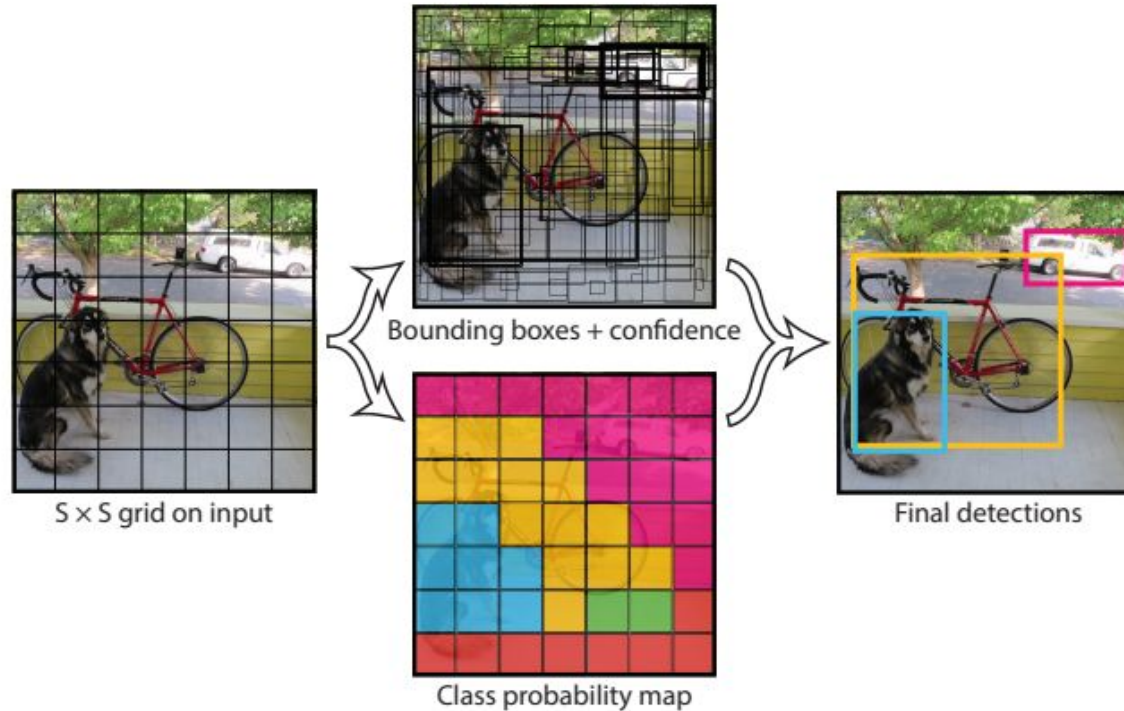 Bounding boxes + confidence
S × S grid on input
Final detections
Class probability map